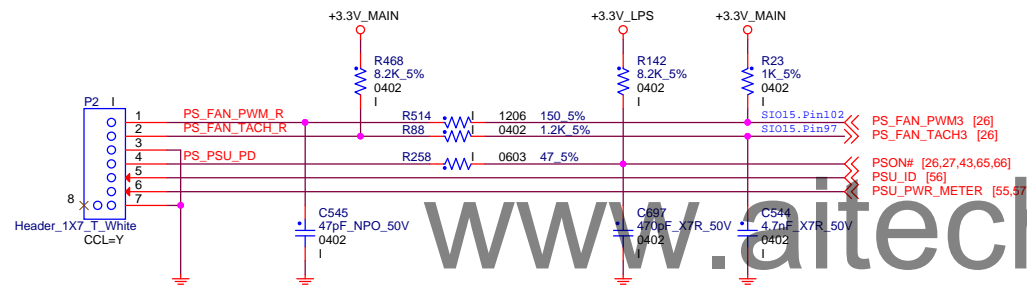 +3.3V_MAIN
+3.3V_LPS
+3.3V_MAIN
R468
8.2K_5%
0402
I
R142
8.2K_5%
0402
I
R23
1K_5%
0402
I
P2 I
1 PS_FAN_PWM_R R514 1206 150_5% SIO15.Pin102 PS_FAN_PWM3 [26]
2 PS_FAN_TACH_R R88 0402 1.2K_5% SIO15.Pin97 PS_FAN_TACH3 [26]
3
4 PS_PSU_PD R258 0603 47_5% PSON# [26,27,43,65,66]
5 PSU_ID [56]
6 PSU_PWR_METER [55,57
7
8
Header_1X7_T_White
CCL=Y
C545
47pF_NPO_50V
0402
I
C697
470pF_X7R_50V
0402
I
C544
4.7nF_X7R_50V
0402
I
www.aitecl